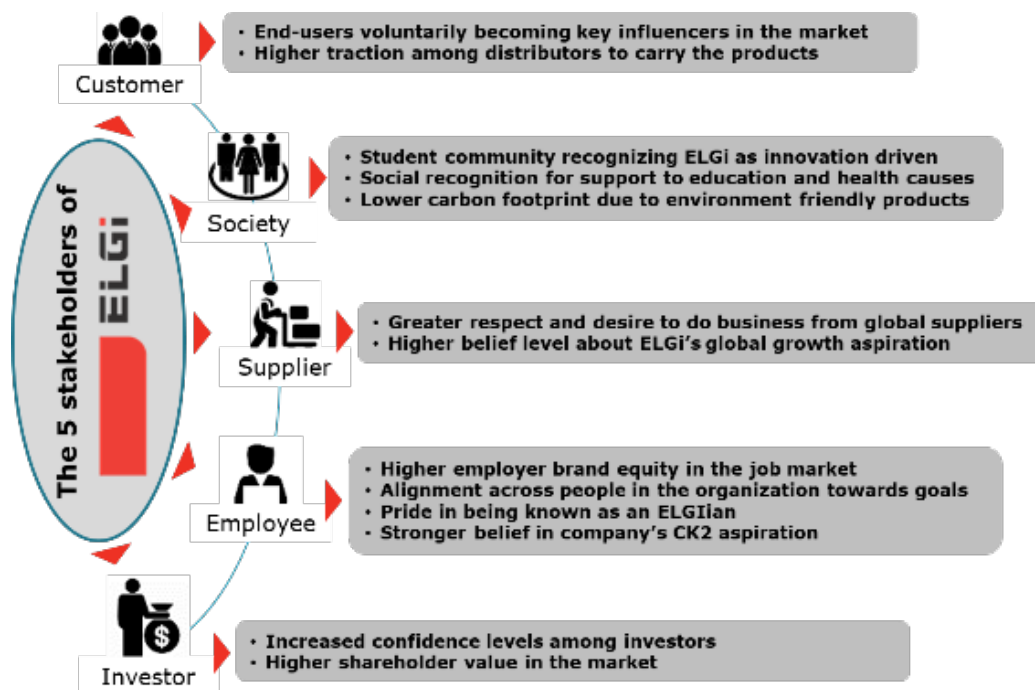 The 5 stakeholders of
ELGi
Customer
• End-users voluntarily becoming key influencers in the market
• Higher traction among distributors to carry the products
Society
• Student community recognizing ELGi as innovation driven
• Social recognition for support to education and health causes
• Lower carbon footprint due to environment friendly products
Supplier
• Greater respect and desire to do business from global suppliers
• Higher belief level about ELGi's global growth aspiration
Employee
• Higher employer brand equity in the job market
• Alignment across people in the organization towards goals
• Pride in being known as an ELGIian
• Stronger belief in company's CK2 aspiration
Investor
$
• Increased confidence levels among investors
• Higher shareholder value in the market